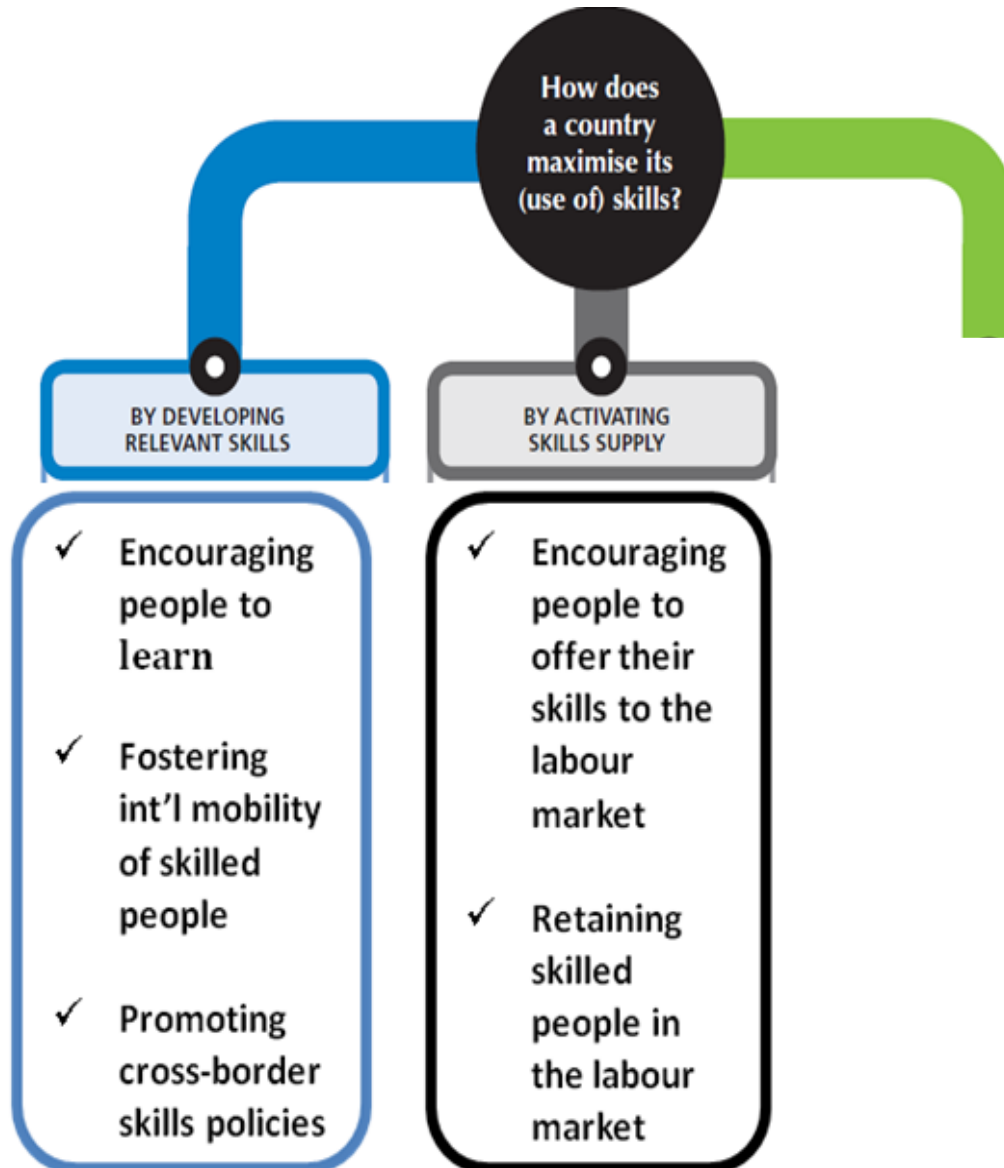 How does
a country
maximise its
(use of) skills?
BY DEVELOPING
RELEVANT SKILLS
✓ Encouraging
people to
learn
✓ Fostering
int’l mobility
of skilled
people
✓ Promoting
cross-border
skills policies
BY ACTIVATING
SKILLS SUPPLY
✓ Encouraging
people to
offer their
skills to the
labour
market
✓ Retaining
skilled
people in
the labour
market